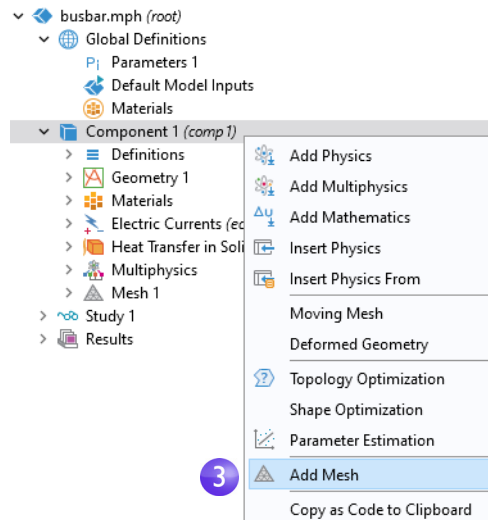 busbar.mph (root)
Global Definitions
Pi Parameters 1
Default Model Inputs
Materials
Component 1 (comp1)
Definitions
Geometry 1
Materials
Electric Currents (ec
Heat Transfer in Soli
Multiphysics
Mesh 1
Study 1
Results
Add Physics
Add Multiphysics
Δu Add Mathematics
Insert Physics
Insert Physics From
Moving Mesh
Deformed Geometry
Topology Optimization
Shape Optimization
Parameter Estimation
3 Add Mesh
Copy as Code to Clipboard